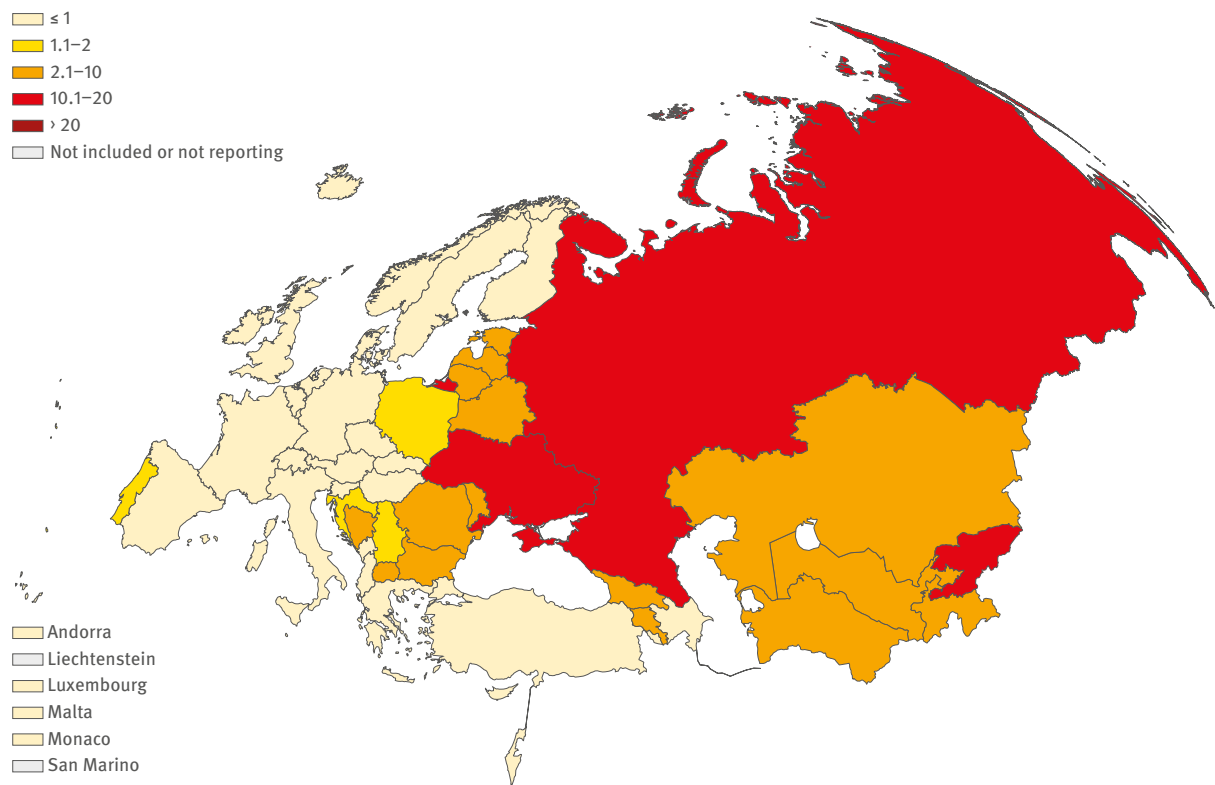 ≤ 1
1.1–2
2.1–10
10.1–20
› 20
Not included or not reporting
Andorra
Liechtenstein
Luxembourg
Malta
Monaco
San Marino